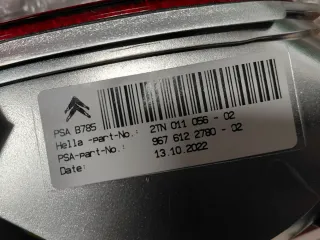 PSA B785
Hella -part-No.: 2TN 011 056 - 02
PSA-part-No.: 967 612 2780 - 02
Date: 13.10.2022